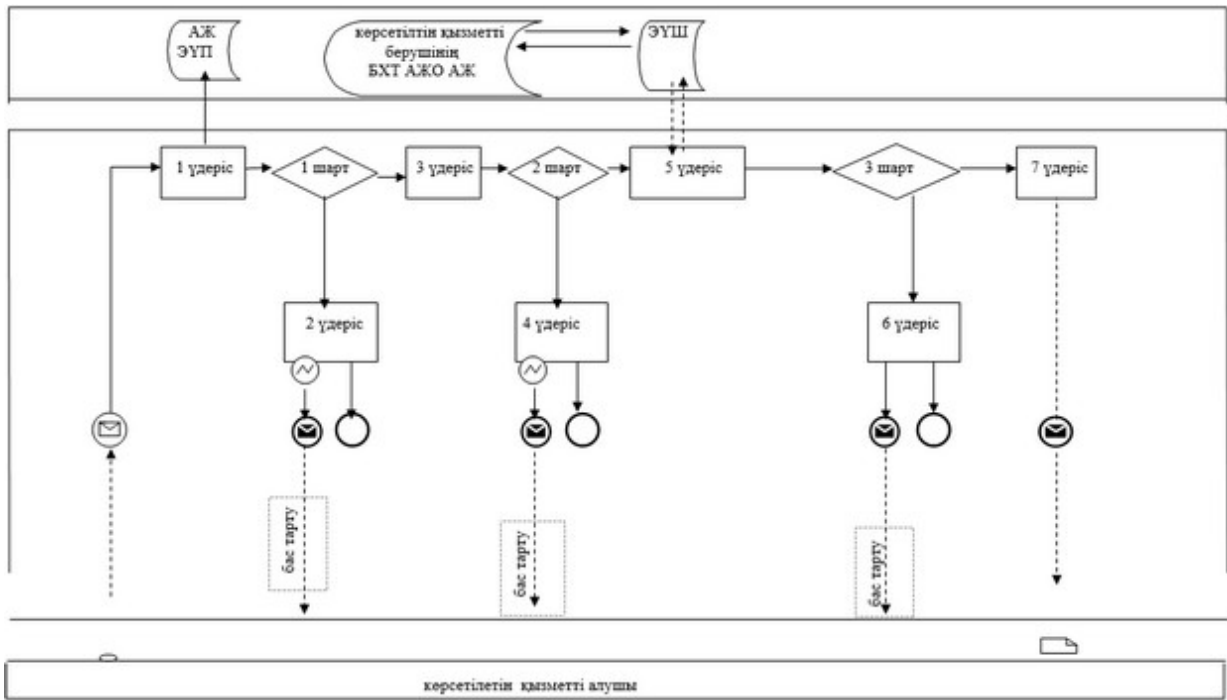 АЖ
ЭҮП
көрсетілтін қызметті
берушінің
БХТ АЖО АЖ
ЭҮШ
1 үдеріс
1 шарт
3 үдеріс
2 шарт
5 үдеріс
3 шарт
7 үдеріс
2 үдеріс
4 үдеріс
6 үдеріс
бас тарту
бас тарту
бас тарту
көрсетілетін қызметті алушы